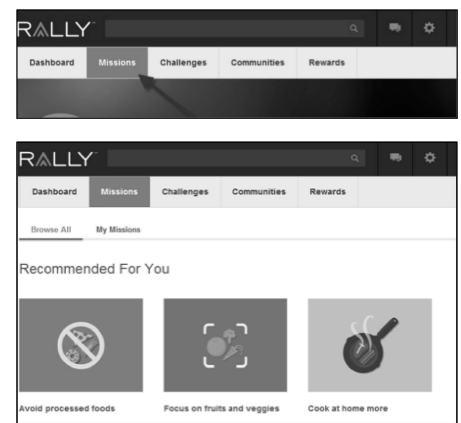 RALLY
Dashboard Missions Challenges Communities Rewards
RALLY
Dashboard Missions Challenges Communities Rewards
Browse All My Missions
Recommended For You
Avoid processed foods Focus on fruits and veggies Cook at home more